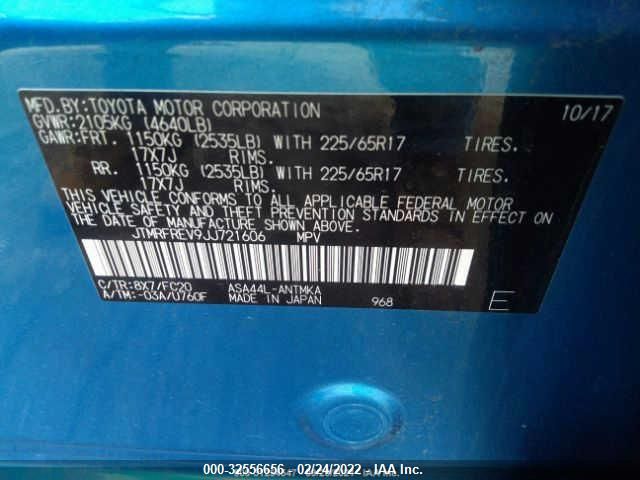 MFD.BY:TOYOTA MOTOR CORPORATION 10/17
GVWR:2105KG (4640LB)
GAWR:FRT. 1150KG (2535LB) WITH 225/65R17 TIRES.
17X7J RIMS.
RR. 1150KG (2535LB) WITH 225/65R17 TIRES.
17X7J RIMS.
THIS VEHICLE CONFORMS TO ALL APPLICABLE FEDERAL MOTOR
VEHICLE SAFETY AND THEFT PREVENTION STANDARDS IN EFFECT ON
THE DATE OF MANUFACTURE SHOWN ABOVE.
JTMRFREV9JJ721606 MPV
C/TR:8X7/FC20 ASA44L-ANTMKA
A/TM:-03A/U760F MADE IN JAPAN 968 E
000-32556656 - 02/24/2022 - IAA, Inc.